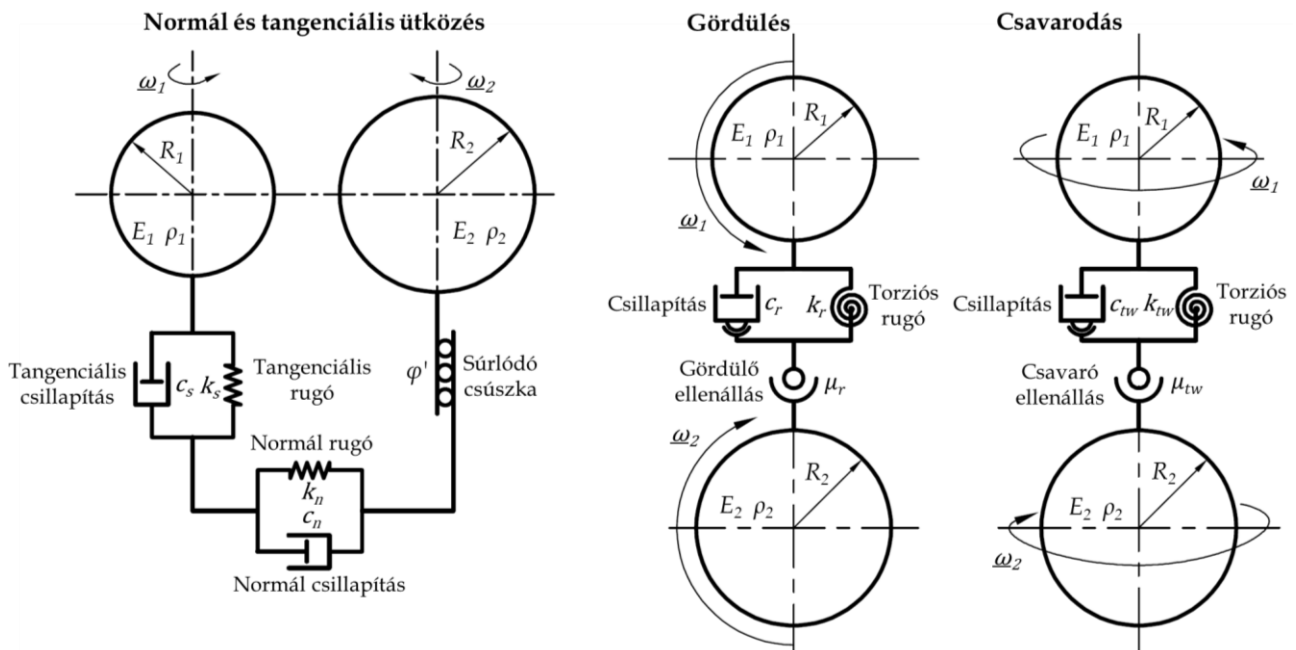 Normál és tangenciális ütközés
ω1
ω2
R1
R2
E1 ρ1
E2 ρ2
Tangenciális
csillapítás
cs ks
Tangenciális
rugó
φ'
Súrlódó
csúszka
Normál rugó
kn
cn
Normál csillapítás
Gördülés
R1
E1 ρ1
ω1
Csillapítás
cr
kr
Torziós
rugó
Gördülő
ellenállás
μr
ω2
R2
E2 ρ2
Csavarodás
R1
E1 ρ1
ω1
Csillapítás
ctw ktw
Torziós
rugó
Csavaró
ellenállás
μtw
R2
E2 ρ2
ω2